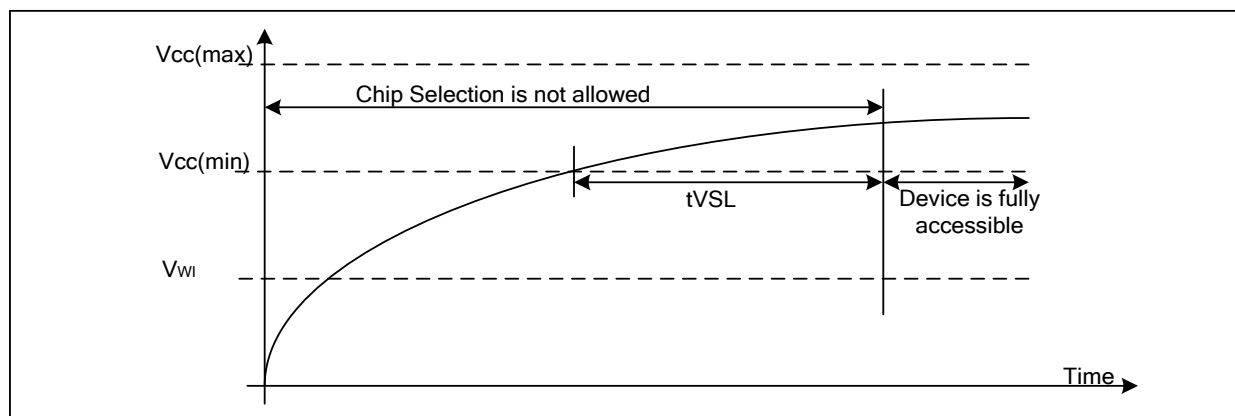 Vcc(max)
Chip Selection is not allowed
Vcc(min)
tVSL
Device is fully
accessible
VWI
Time